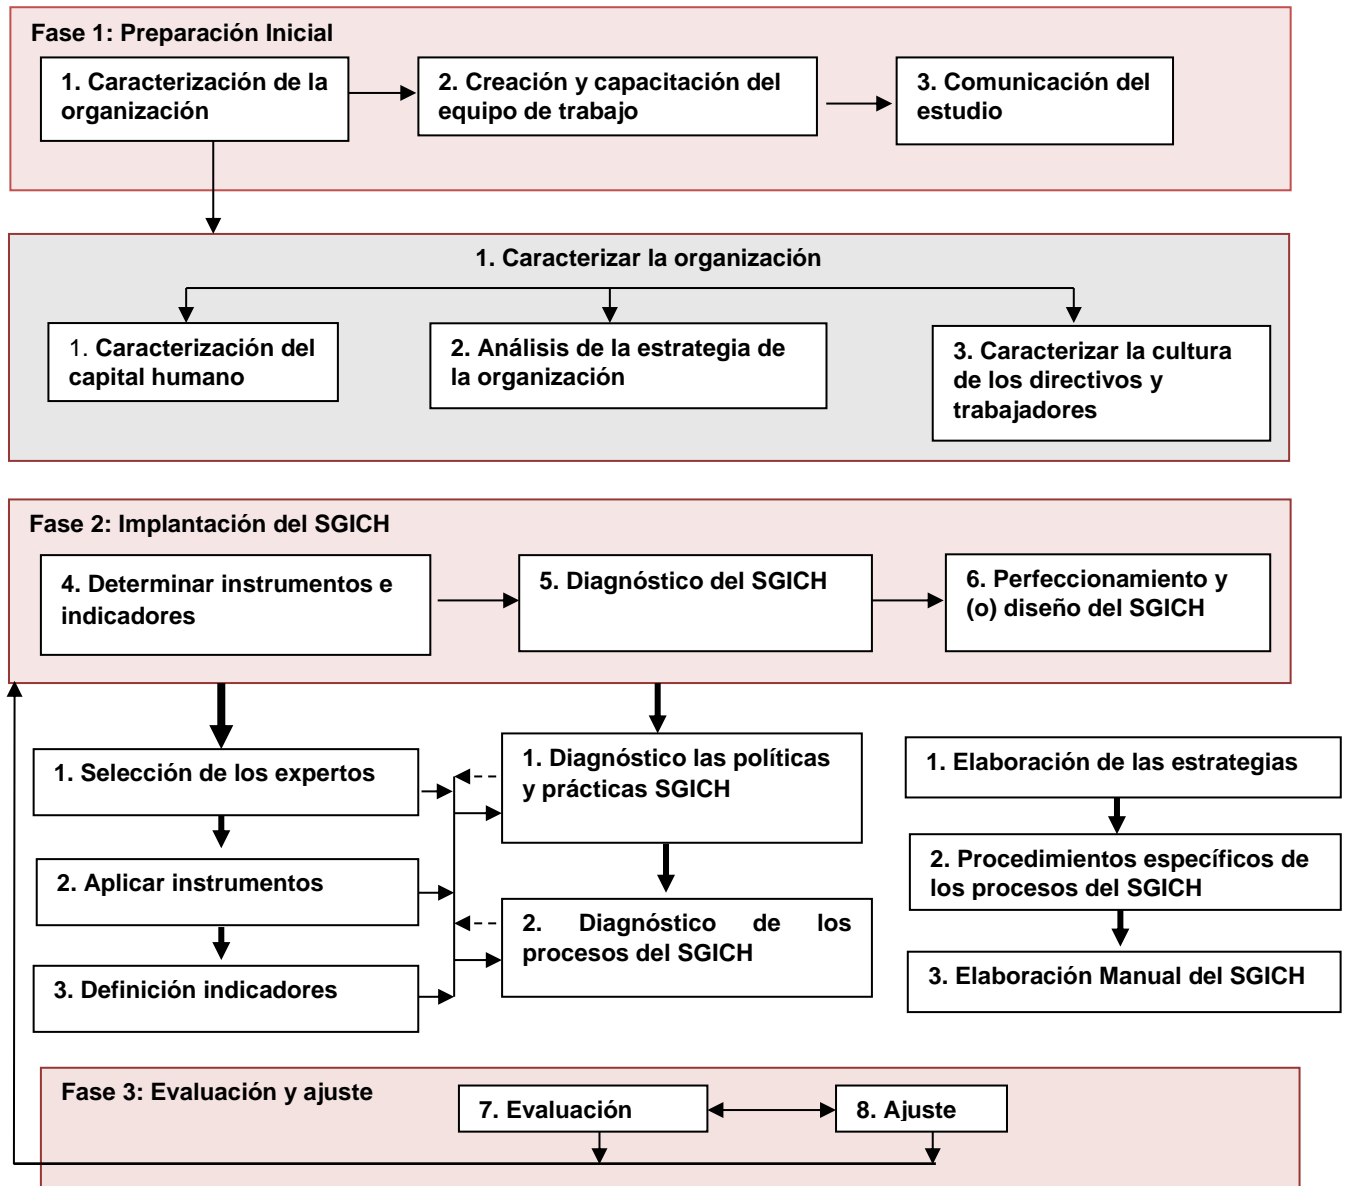 Fase 1: Preparación Inicial
1. Caracterización de la
organización
2. Creación y capacitación del
equipo de trabajo
3. Comunicación del
estudio
1. Caracterizar la organización
1. Caracterización del
capital humano
2. Análisis de la estrategia de
la organización
3. Caracterizar la cultura
de los directivos y
trabajadores
Fase 2: Implantación del SGICH
4. Determinar instrumentos e
indicadores
5. Diagnóstico del SGICH
6. Perfeccionamiento y
(o) diseño del SGICH
1. Selección de los expertos
2. Aplicar instrumentos
3. Definición indicadores
1. Diagnóstico las políticas
y prácticas SGICH
2. Diagnóstico de los
procesos del SGICH
1. Elaboración de las estrategias
2. Procedimientos específicos de
los procesos del SGICH
3. Elaboración Manual del SGICH
Fase 3: Evaluación y ajuste
7. Evaluación
8. Ajuste